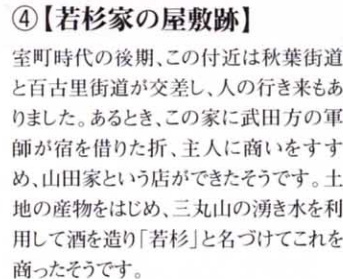 ④【若杉家の屋敷跡】
室町時代の後期、この付近は秋葉街道
と百古里街道が交差し、人の行き来もあ
りました。あるとき、この家に武田方の軍
師が宿を借りた折、主人に商いをすす
め、山田家という店ができたそうです。土
地の産物をはじめ、三丸山の湧き水を利
用して酒を造り「若杉」と名づけてこれを
商ったそうです。